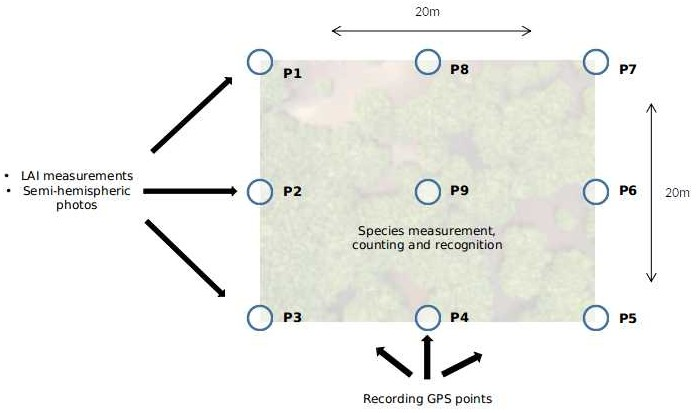 20m
P1
P8
P7
• LAI measurements
• Semi-hemispheric
photos
P2
P9
P6
20m
Species measurement,
counting and recognition
P3
P4
P5
Recording GPS points